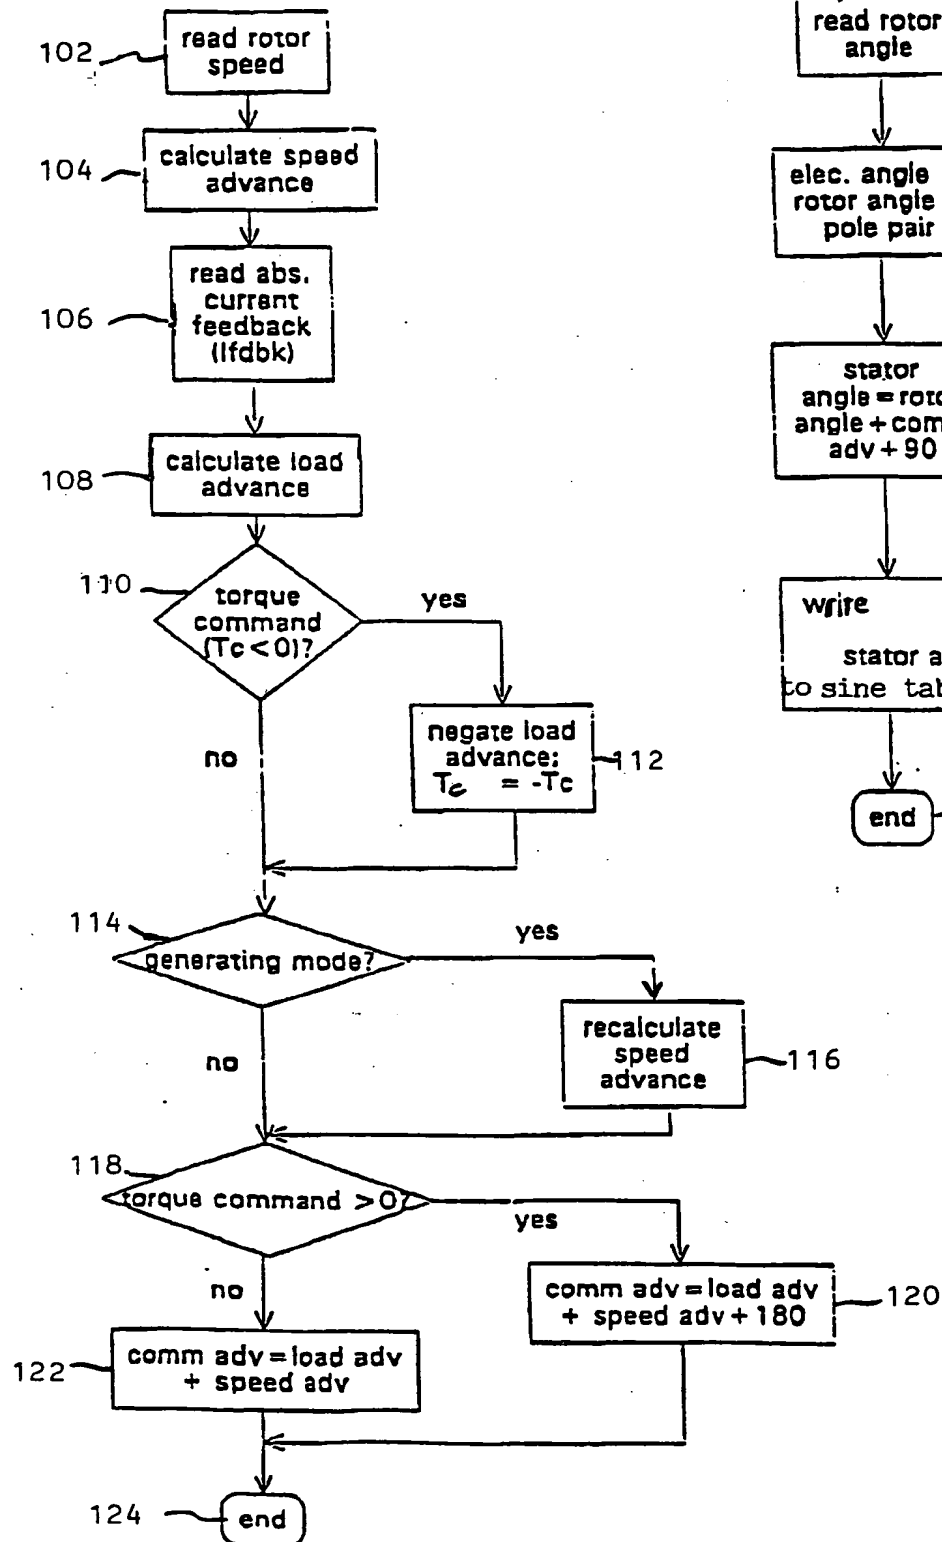 102
read rotor
speed
104
calculate speed
advance
106
read abs.
current
feedback
(Ifdbk)
108
calculate load
advance
110
torque
command
(Tc<0)?
yes
no
negate load
advance;
Tc = -Tc
112
114
generating mode?
yes
no
recalculate
speed
advance
116
118
torque command >0?
yes
no
comm adv=load adv
+ speed adv+180
120
122
comm adv=load adv
+ speed adv
124
end
read rotor
angle
elec. angle
rotor angle
pole pair
stator
angle=roto
angle+com
adv+90
write
stator a
to sine tab
end